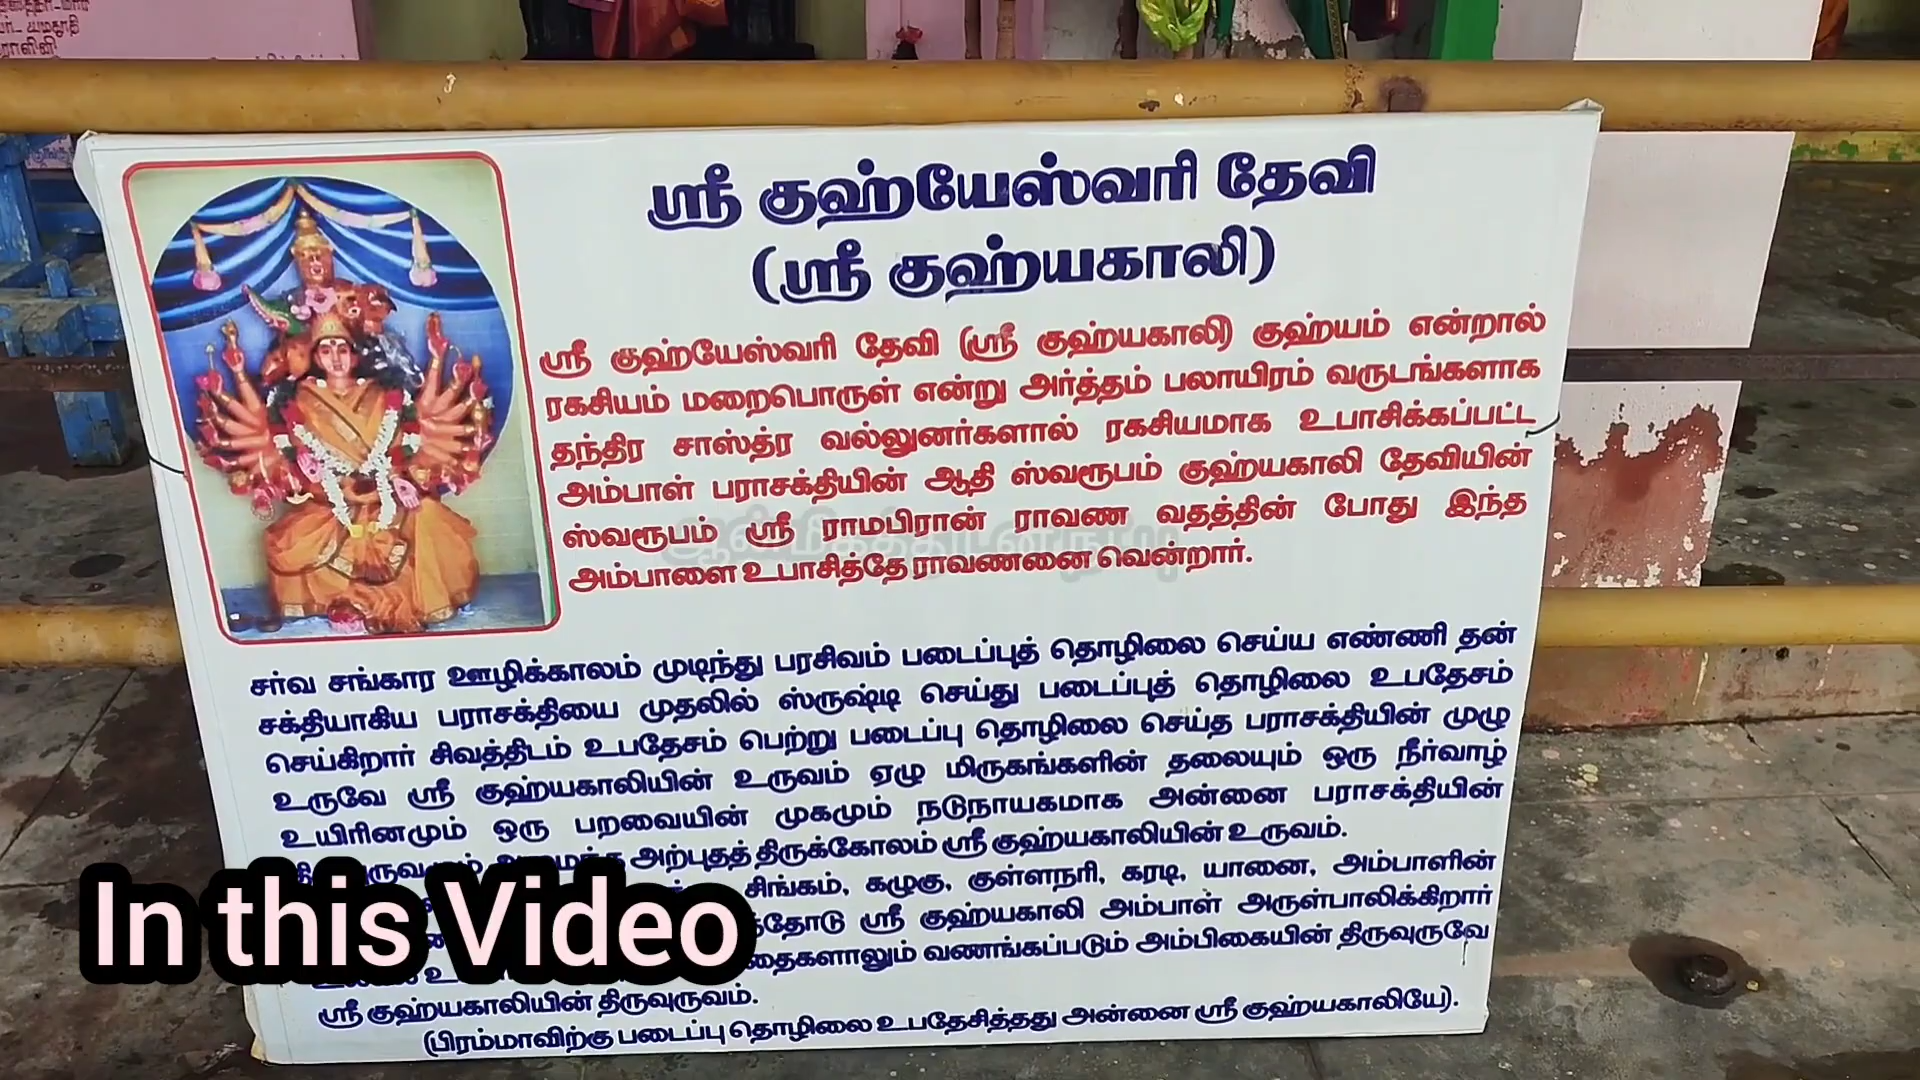 ஸ்ரீ குஹ்யேஸ்வரி தேவி
(ஸ்ரீ குஹ்யகாலி)
ஸ்ரீ குஹ்யேஸ்வரி தேவி (ஸ்ரீ குஹ்யகாலி) குஹ்யம் என்றால்
ரகசியம் மறைபொருள் என்று அர்த்தம் பலாயிரம் வருடங்களாக
தந்திர சாஸ்த்ர வல்லுனர்களால் ரகசியமாக உபாசிக்கப்பட்ட
அம்பாள் பராசக்தியின் ஆதி ஸ்வரூபம் குஹ்யகாலி தேவியின்
ஸ்வரூபம் ஸ்ரீ ராமபிரான் ராவண வதத்தின் போது இந்த
அம்பாளை உபாசித்தே ராவணனை வென்றார்.
சர்வ சங்கார ஊழிக்காலம் முடிந்து பரசிவம் படைப்புத் தொழிலை செய்ய எண்ணி தன்
சக்தியாகிய பராசக்தியை முதலில் ஸ்ருஷ்டி செய்து படைப்புத் தொழிலை உபதேசம்
செய்கிறார் சிவத்திடம் உபதேசம் பெற்று படைப்பு தொழிலை செய்த பராசக்தியின் முழு
உருவே ஸ்ரீ குஹ்யகாலியின் உருவம் ஏழு மிருகங்களின் தலையும் ஒரு நீர்வாழ்
உயிரினமும் ஒரு பறவையின் முகமும் நடுநாயகமாக அன்னை பராசக்தியின்
அற்புதத் திருக்கோலம் ஸ்ரீ குஹ்யகாலியின் உருவம்.
சிங்கம், கழுகு, குள்ளநரி, கரடி, யானை, அம்பாளின்
ஸ்ரீ குஹ்யகாலி அம்பாள் அருள்பாலிக்கிறார்
வணங்கப்படும் அம்பிகையின் திருவுருவே
ஸ்ரீ குஹ்யகாலியின் திருவுருவம்.
(பிரம்மாவிற்கு படைப்பு தொழிலை உபதேசித்தது அன்னை ஸ்ரீ குஹ்யகாலியே).
In this Video